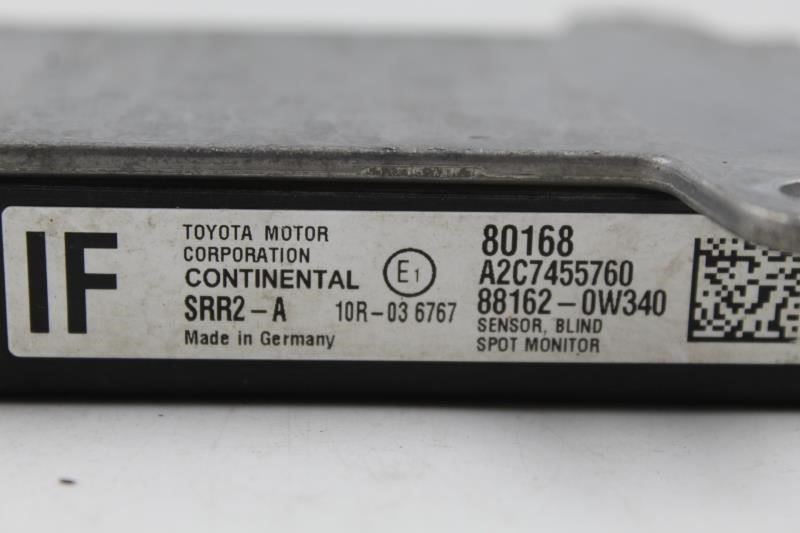 IF
TOYOTA MOTOR
CORPORATION
CONTINENTAL
SRR2-A 10R-03 6767
Made in Germany
E1
80168
A2C7455760
88162-0W340
SENSOR, BLIND
SPOT MONITOR